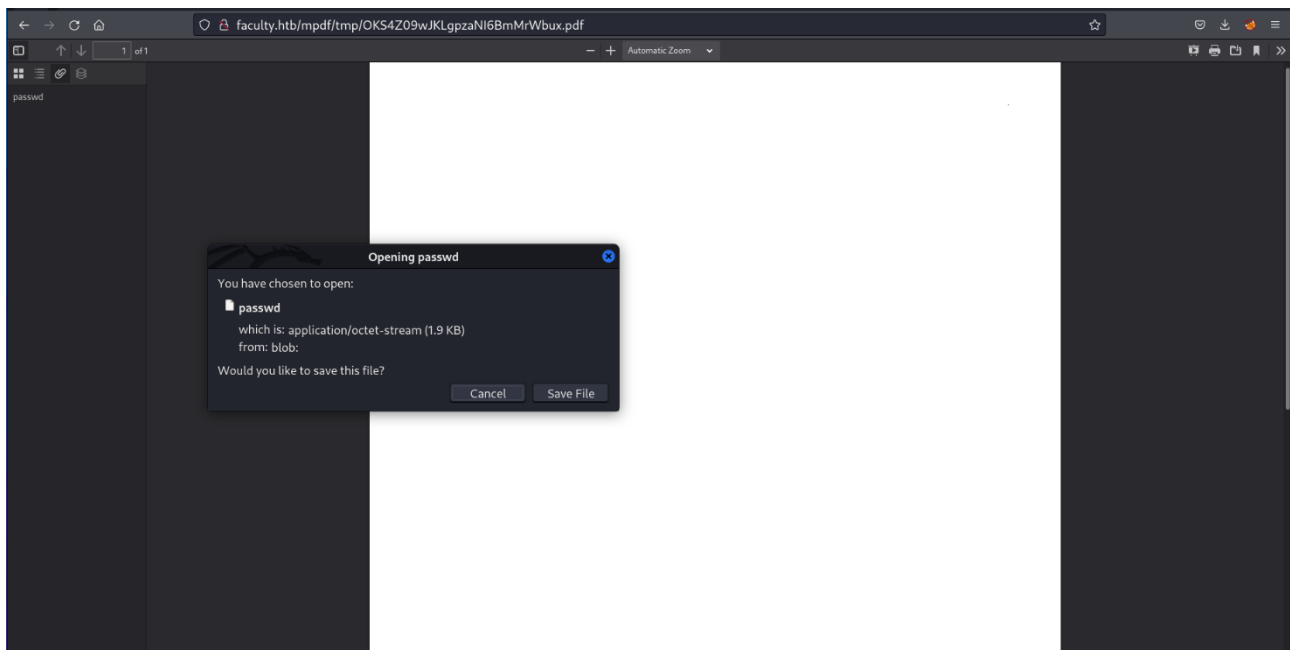 faculty.htb/mpdf/tmp/OKS4Z09wJKLgpzaNI6BmMrWbux.pdf
1 of 1
Automatic Zoom
passwd
Opening passwd
You have chosen to open:
passwd
which is: application/octet-stream (1.9 KB)
from: blob:
Would you like to save this file?
Cancel Save File